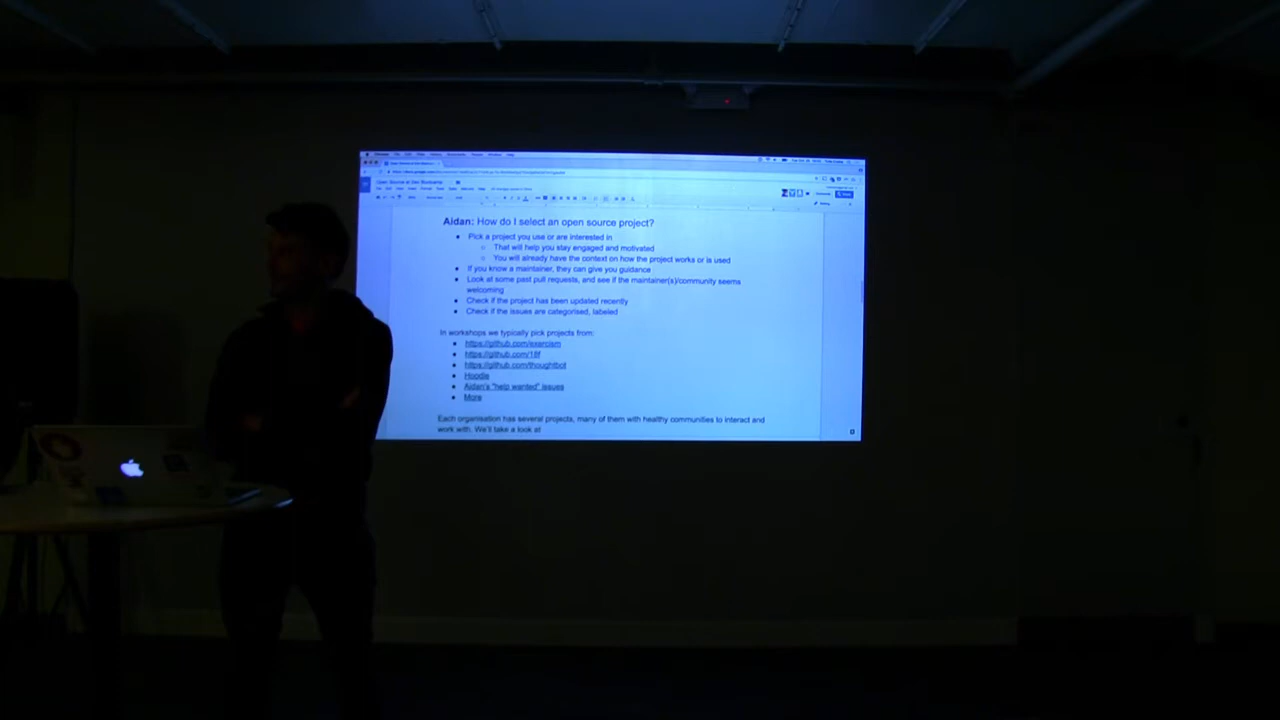 Open Source at Dev Bootcamp
Aidan: How do I select an open source project?
Pick a project you use or are interested in
That will help you stay engaged and motivated
You will already have the context on how the project works or is used
If you know a maintainer, they can give you guidance
Look at some past pull requests, and see if the maintainer(s)/community seems
welcoming
Check if the project has been updated recently
Check if the issues are categorised, labeled
In workshops we typically pick projects from:
https://github.com/exercism
https://github.com/18f
https://github.com/thoughtbot
Hoodie
Aidan's "help wanted" issues
More
Each organisation has several projects, many of them with healthy communities to interact and
work with. We'll take a look at